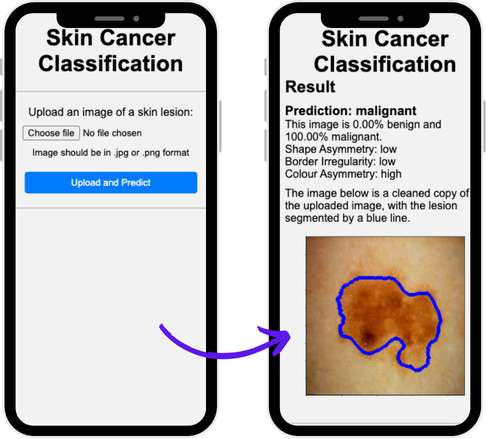 Skin Cancer
Classification
Upload an image of a skin lesion:
Choose file No file chosen
Image should be in .jpg or .png format
Upload and Predict
Skin Cancer
Classification
Result
Prediction: malignant
This image is 0.00% benign and
100.00% malignant.
Shape Asymmetry: low
Border Irregularity: low
Colour Asymmetry: high
The image below is a cleaned copy of
the uploaded image, with the lesion
segmented by a blue line.